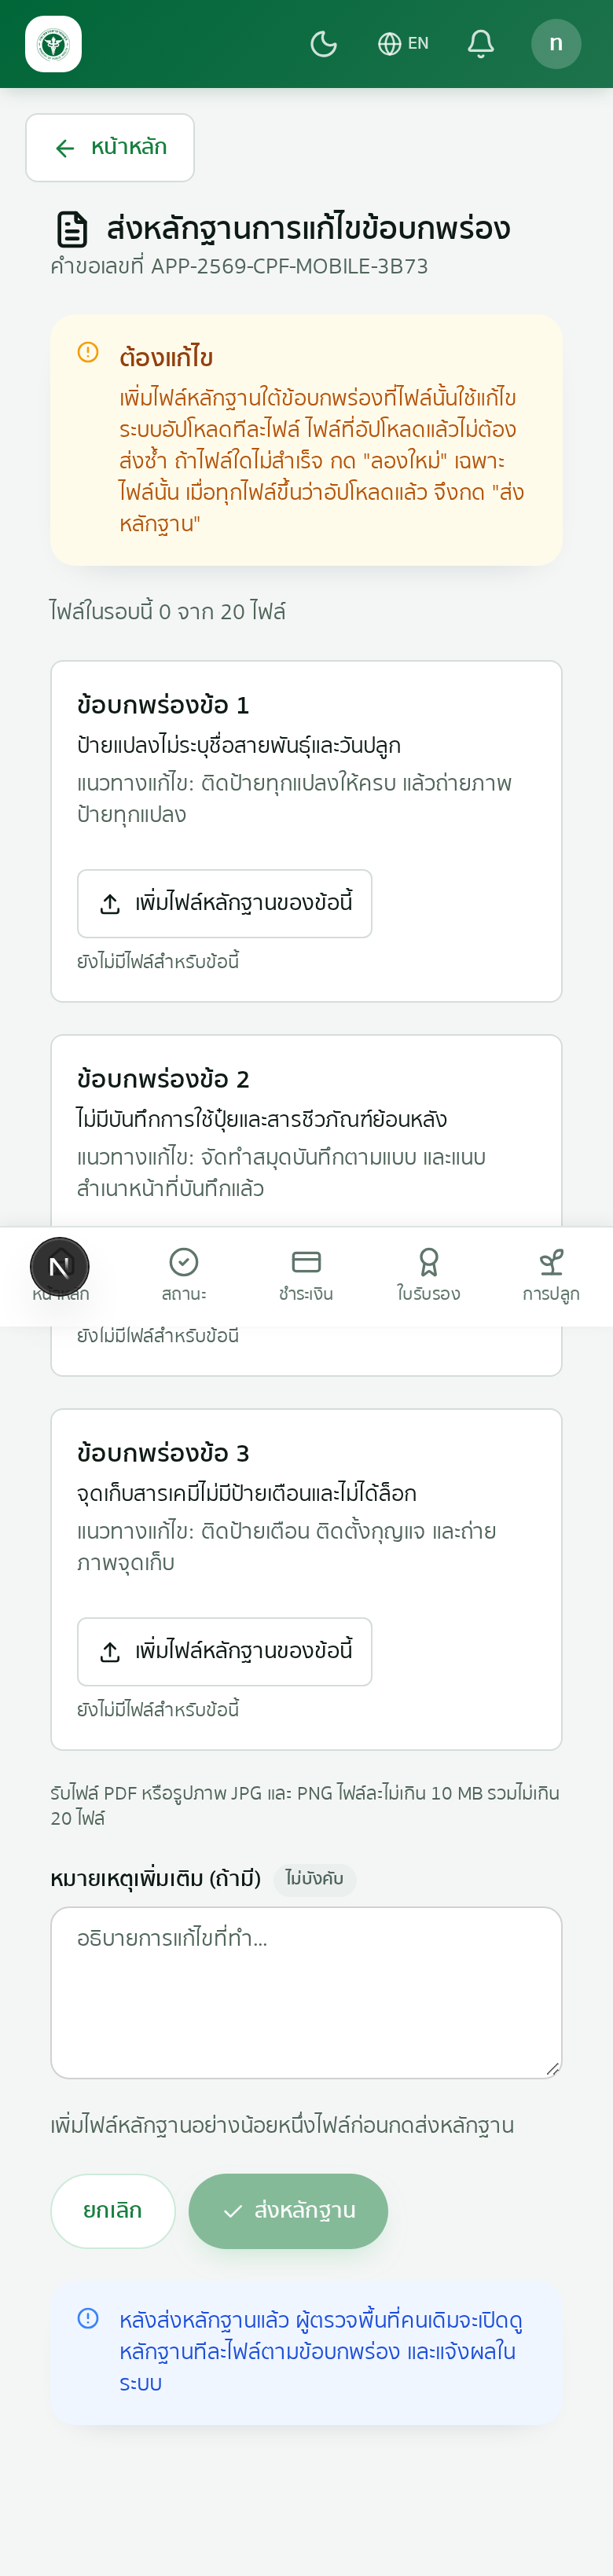 EN
ก
หน้าหลัก
ส่งหลักฐานการแก้ไขข้อบกพร่อง
คำขอเลขที่ APP-2569-CPF-MOBILE-3B73
ต้องแก้ไข
เพิ่มไฟล์หลักฐานใต้ข้อบกพร่องที่ไฟล์นั้นใช้แก้ไข
ระบบอัปโหลดทีละไฟล์ ไฟล์ที่อัปโหลดแล้วไม่ต้อง
ส่งซ้ำ ถ้าไฟล์ใดไม่สำเร็จ กด "ลองใหม่" เฉพาะ
ไฟล์นั้น เมื่อทุกไฟล์ขึ้นว่าอัปโหลดแล้ว จึงกด "ส่ง
หลักฐาน"
ไฟล์ในรอบนี้ 0 จาก 20 ไฟล์
ข้อบกพร่องข้อ 1
ป้ายแปลงไม่ระบุชื่อสายพันธุ์และวันปลูก
แนวทางแก้ไข: ติดป้ายทุกแปลงให้ครบ แล้วถ่ายภาพ
ป้ายทุกแปลง
เพิ่มไฟล์หลักฐานของข้อนี้
ยังไม่มีไฟล์สำหรับข้อนี้
ข้อบกพร่องข้อ 2
ไม่มีบันทึกการใช้ปุ๋ยและสารชีวภัณฑ์ย้อนหลัง
แนวทางแก้ไข: จัดทำสมุดบันทึกตามแบบ และแนบ
สำเนาหน้าที่บันทึกแล้ว
N
หน้าหลัก
สถานะ
ชำระเงิน
ใบรับรอง
การปลูก
ยังไม่มีไฟล์สำหรับข้อนี้
ข้อบกพร่องข้อ 3
จุดเก็บสารเคมีไม่มีป้ายเตือนและไม่ได้ล็อก
แนวทางแก้ไข: ติดป้ายเตือน ติดตั้งกุญแจ และถ่าย
ภาพจุดเก็บ
เพิ่มไฟล์หลักฐานของข้อนี้
ยังไม่มีไฟล์สำหรับข้อนี้
รับไฟล์ PDF หรือรูปภาพ JPG และ PNG ไฟล์ละไม่เกิน 10 MB รวมไม่เกิน
20 ไฟล์
หมายเหตุเพิ่มเติม (ถ้ามี) ไม่บังคับ
อธิบายการแก้ไขที่ทำ...
เพิ่มไฟล์หลักฐานอย่างน้อยหนึ่งไฟล์ก่อนกดส่งหลักฐาน
ยกเลิก
ส่งหลักฐาน
หลังส่งหลักฐานแล้ว ผู้ตรวจพื้นที่คนเดิมจะเปิดดู
หลักฐานทีละไฟล์ตามข้อบกพร่อง และแจ้งผลใน
ระบบ